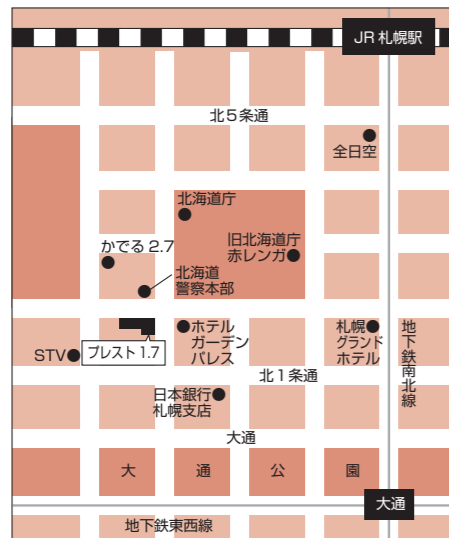 JR 札幌駅
北5条通
全日空
北海道庁
旧北海道庁
赤レンガ
かでる 2.7
北海道
警察本部
ホテル
ガーデン
パレス
札幌
グランド
ホテル
地下鉄南北線
プレスト 1.7
STV
北1条通
日本銀行
札幌支店
大通
大通公園
大通
地下鉄東西線